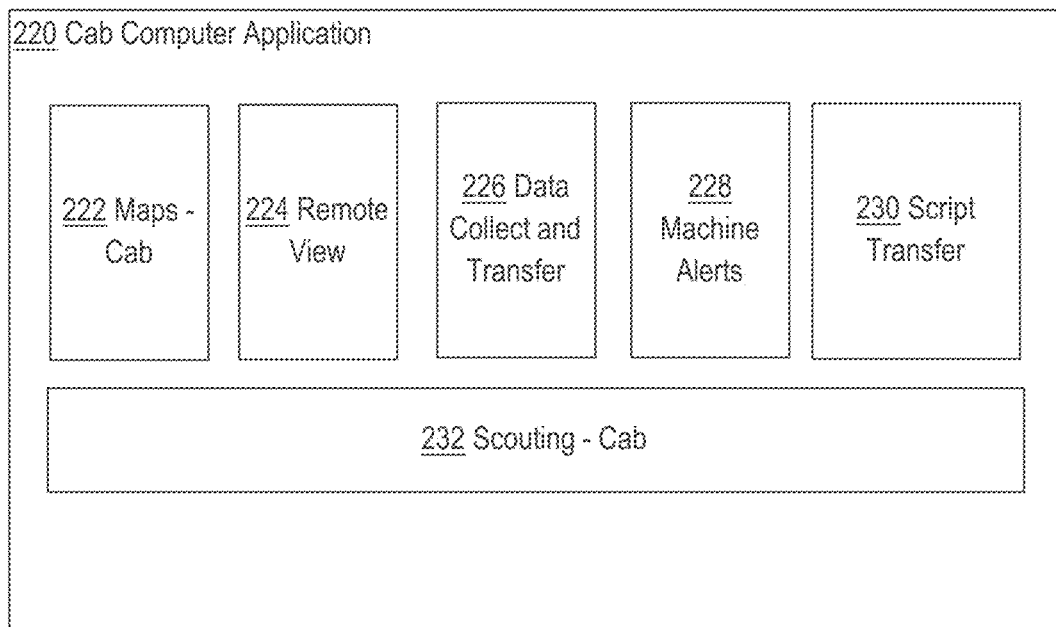 220 Cab Computer Application
222 Maps -
Cab
224 Remote
View
226 Data
Collect and
Transfer
228
Machine
Alerts
230 Script
Transfer
232 Scouting - Cab